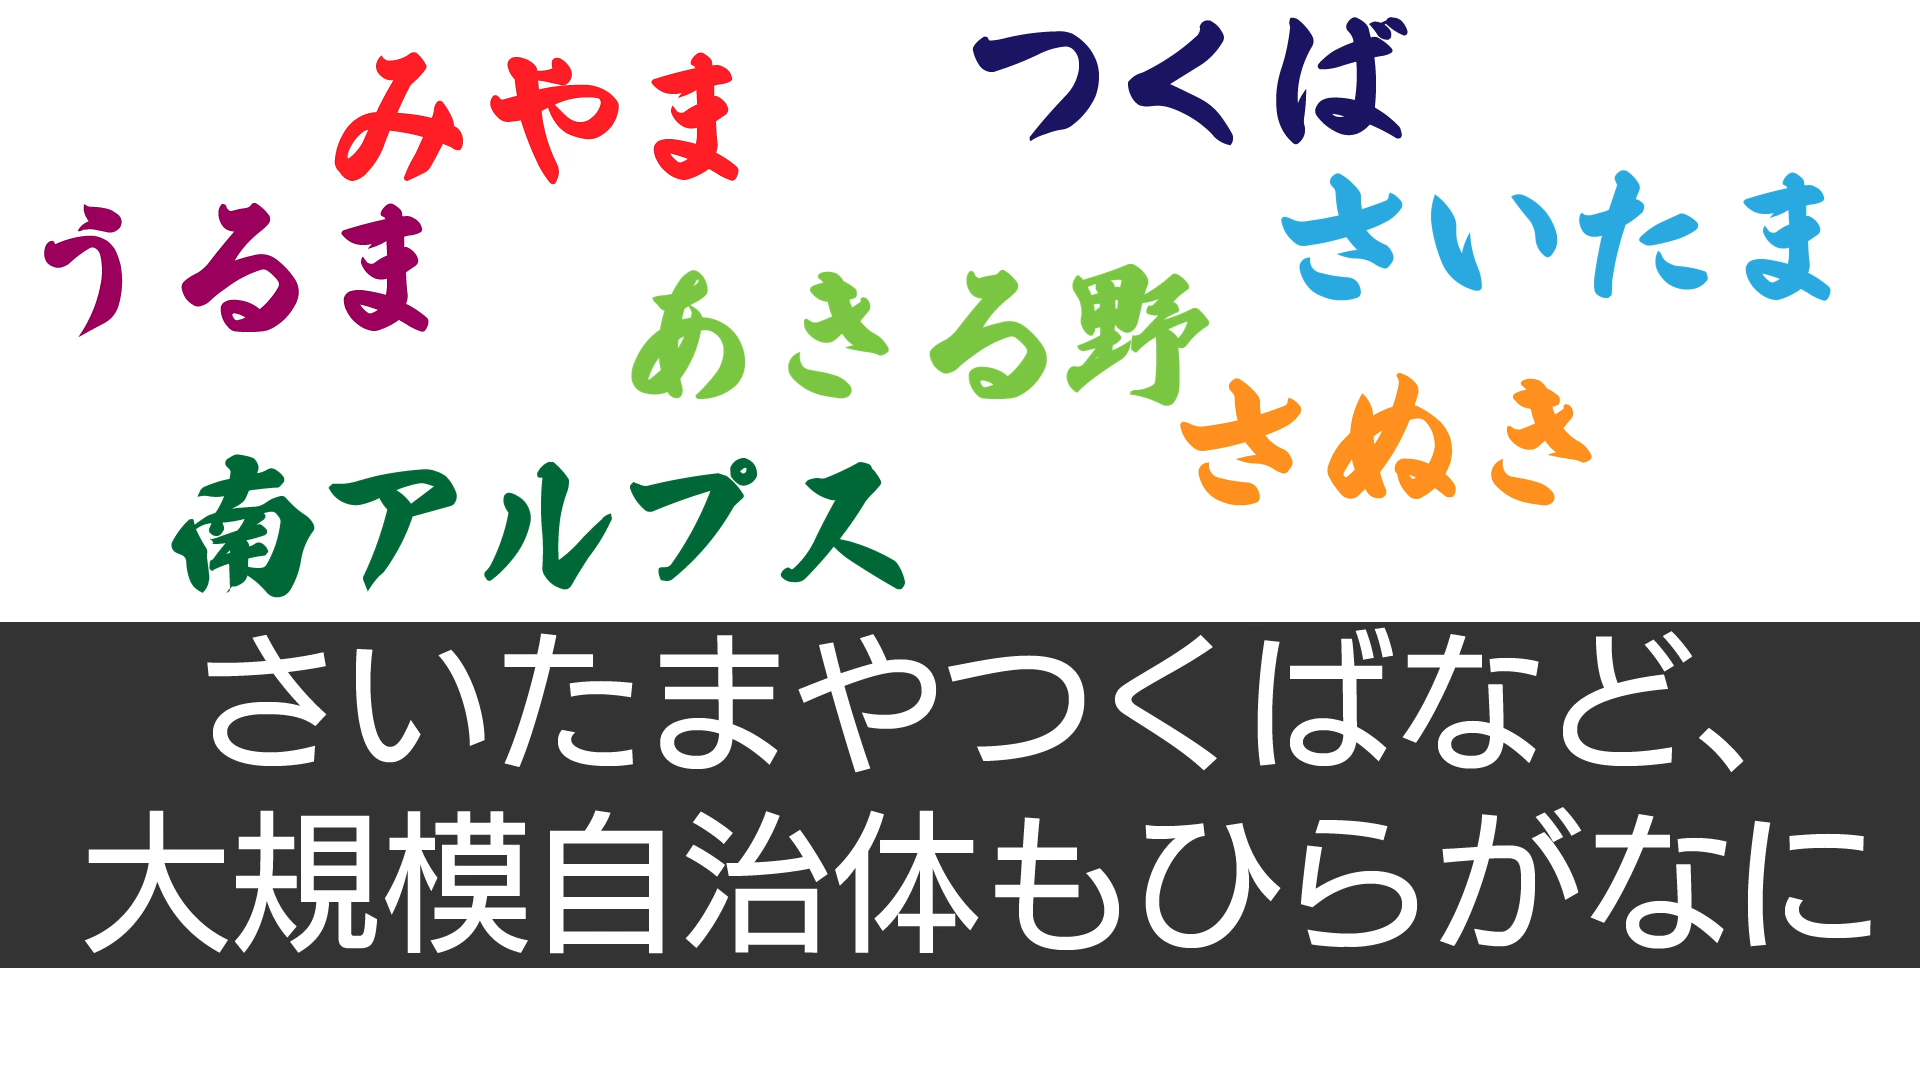 つくば
みやま
さいたま
うるま
あきる野
さぬき
南アルプス
さいたまやつくばなど、
大規模自治体もひらがなに